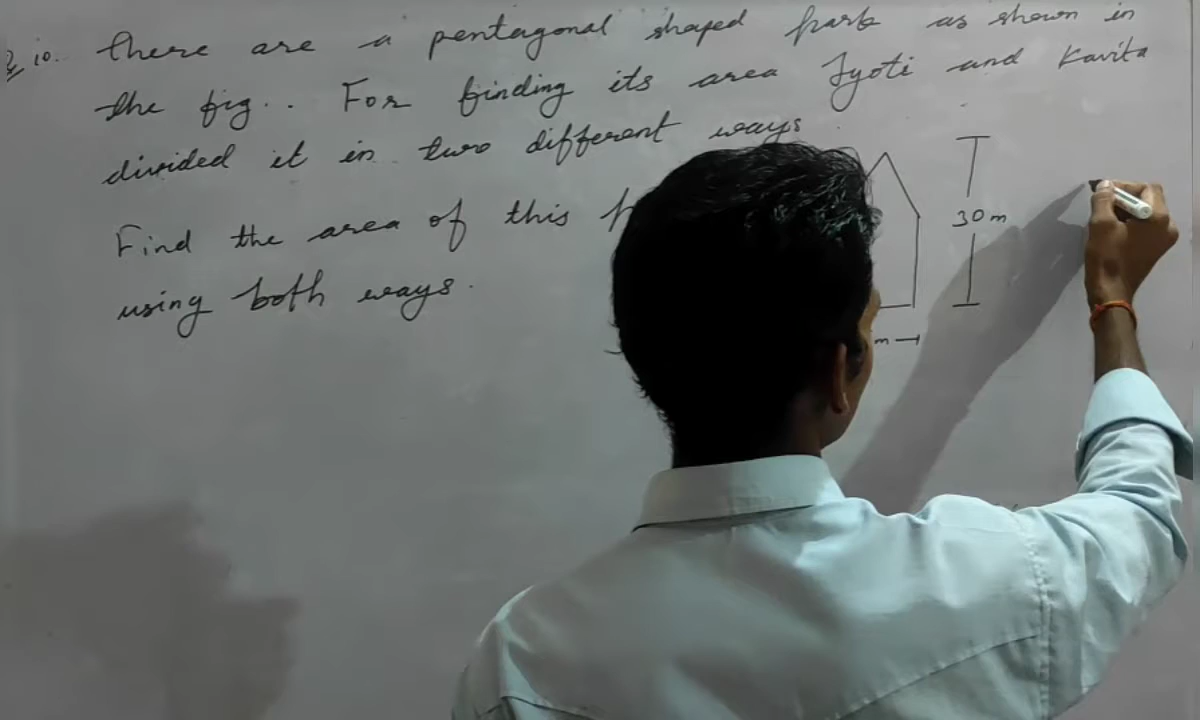 Q 10. there are a pentagonal shaped park as shown in
the fig.. For finding its area Jyoti and Kavita
divided it in two different ways
Find the area of this
using both ways.
30 m
m